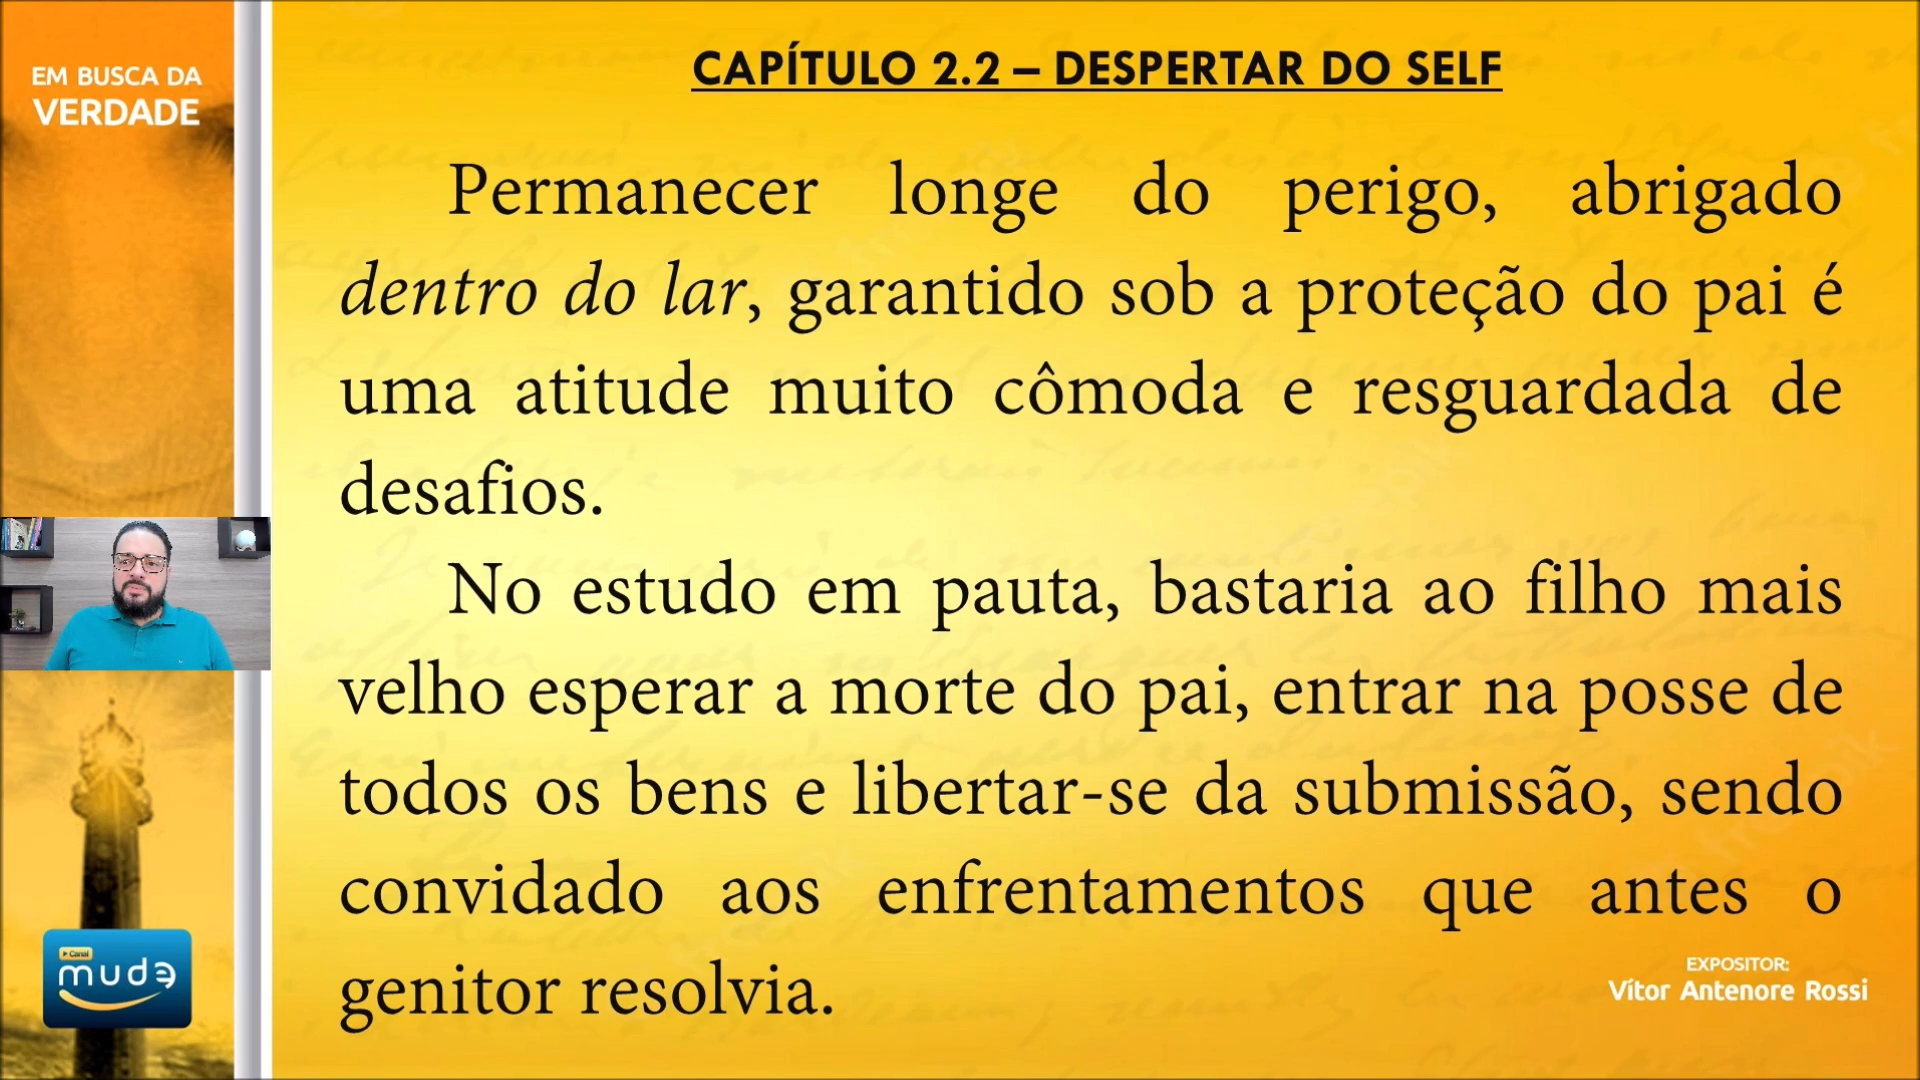 EM BUSCA DA
VERDADE
CAPÍTULO 2.2 – DESPERTAR DO SELF
Permanecer longe do perigo, abrigado
dentro do lar, garantido sob a proteção do pai é
uma atitude muito cômoda e resguardada de
desafios.
No estudo em pauta, bastaria ao filho mais
velho esperar a morte do pai, entrar na posse de
todos os bens e libertar-se da submissão, sendo
convidado aos enfrentamentos que antes o
genitor resolvia.
Canal
mude
EXPOSITOR:
Vítor Antenore Rossi